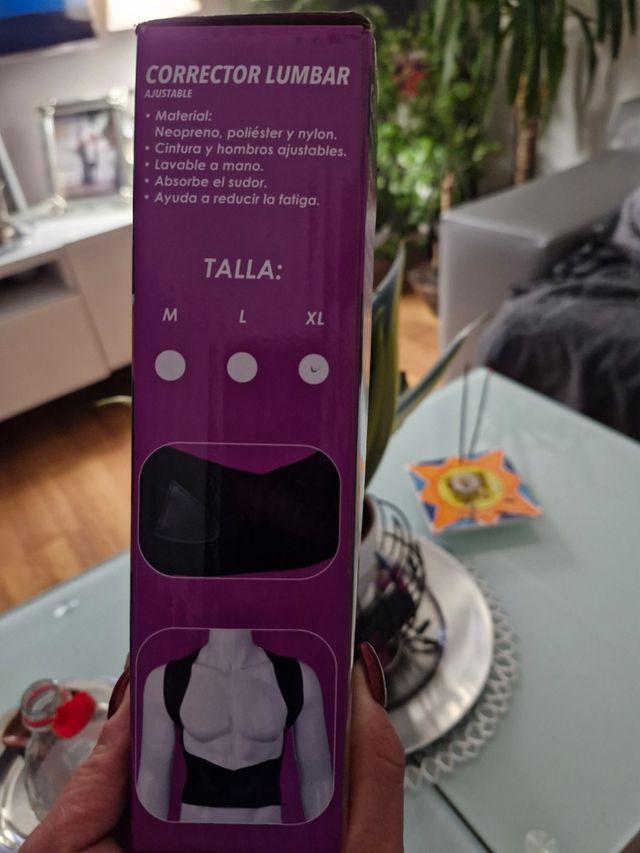 CORRECTOR LUMBAR
AJUSTABLE
• Material:
Neopreno, poliéster y nylon.
• Cintura y hombros ajustables.
• Lavable a mano.
• Absorbe el sudor.
• Ayuda a reducir la fatiga.
TALLA:
M L XL